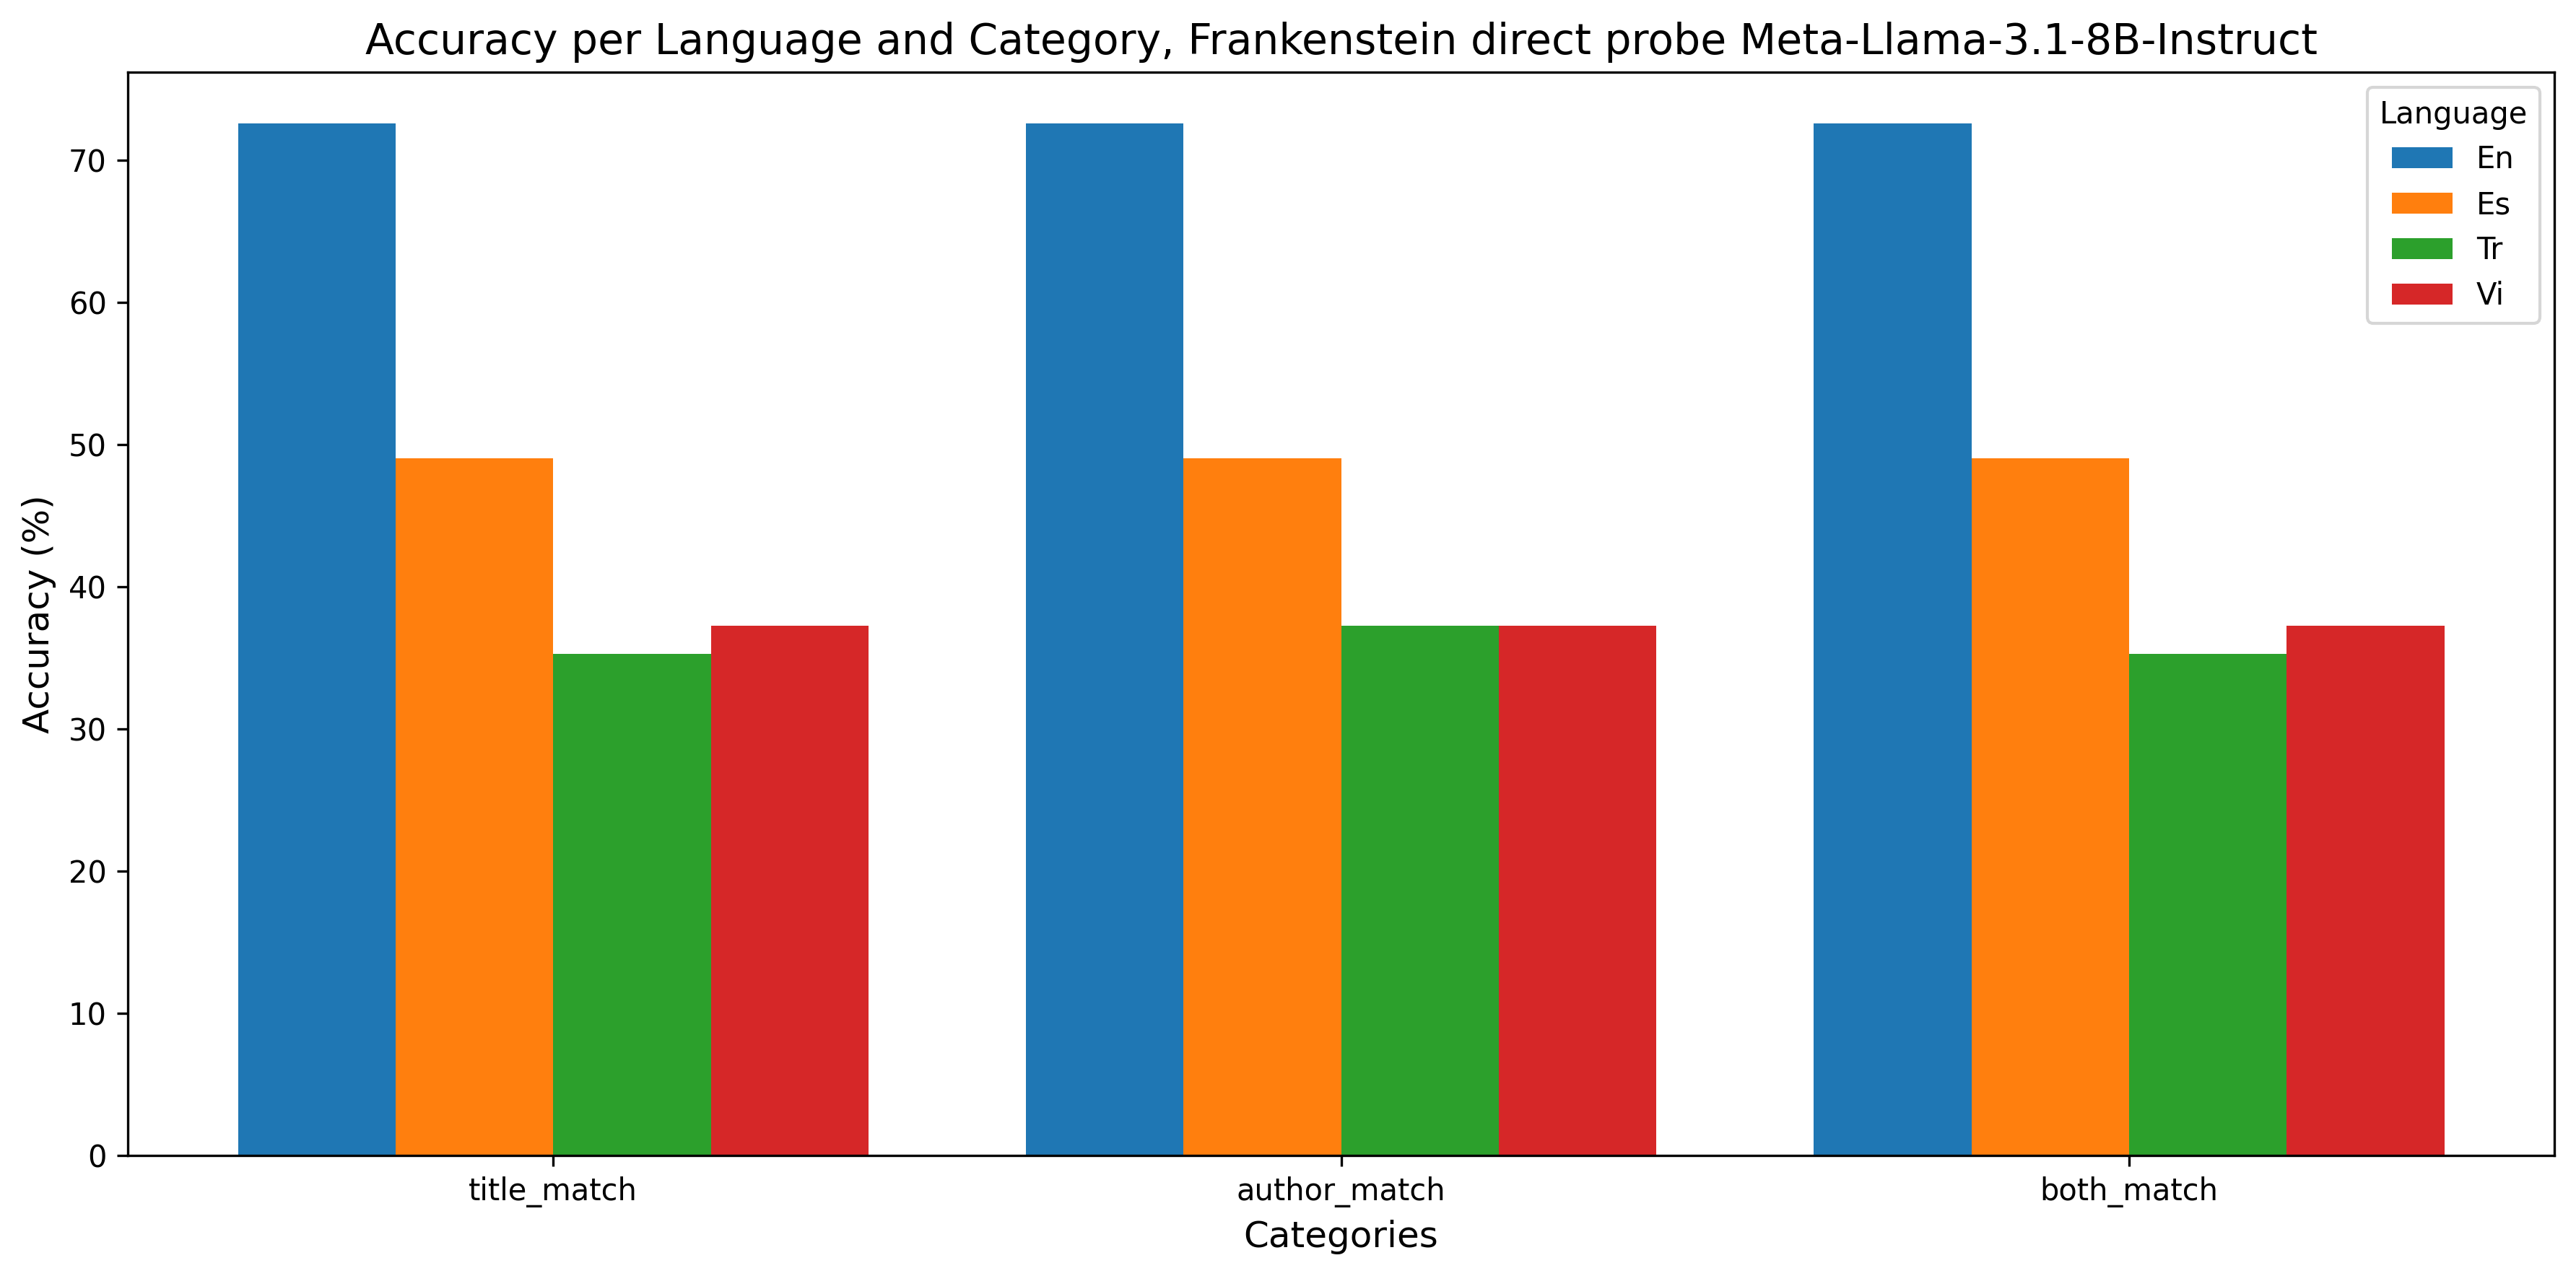 Accuracy per Language and Category, Frankenstein direct probe Meta-Llama-3.1-8B-Instruct
Language
En
Es
Tr
Vi
Accuracy (%)
70
60
50
40
30
20
10
0
title_match author_match both_match
Categories